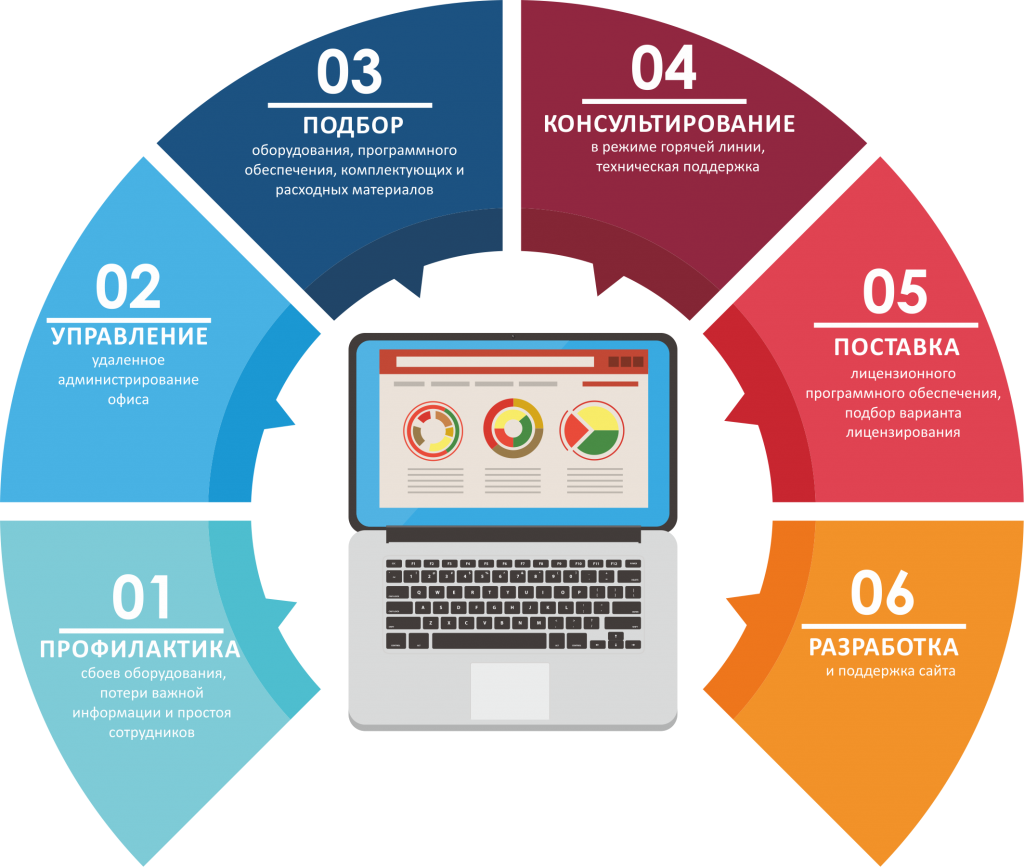 01
ПРОФИЛАКТИКА
сбоев оборудования,
потери важной
информации и простоя
сотрудников
02
УПРАВЛЕНИЕ
удаленное
администрирование
офиса
03
ПОДБОР
оборудования, программного
обеспечения, комплектующих и
расходных материалов
04
КОНСУЛЬТИРОВАНИЕ
в режиме горячей линии,
техническая поддержка
05
ПОСТАВКА
лицензионного
программного обеспечения,
подбор варианта
лицензирования
06
РАЗРАБОТКА
и поддержка сайта
Q W E R T Y U I O P
A S D F G H J K L
Z X C V B N M